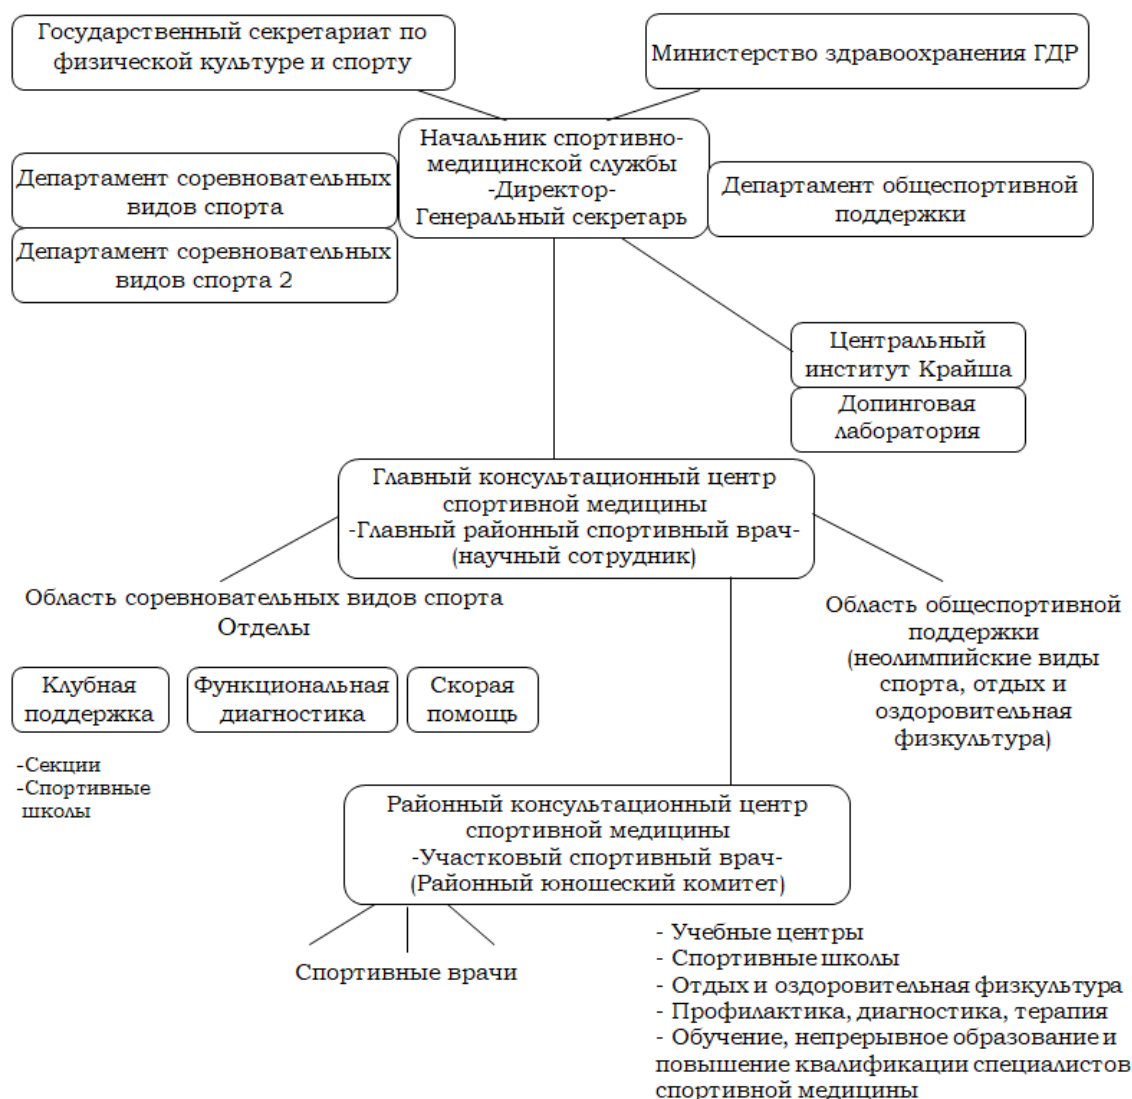 Государственный секретариат по
физической культуре и спорту
Министерство здравоохранения ГДР
Начальник спортивно-
медицинской службы
-Директор-
Генеральный секретарь
Департамент соревновательных
видов спорта
Департамент соревновательных
видов спорта 2
Департамент общеспортивной
поддержки
Центральный
институт Крайша
Допинговая
лаборатория
Главный консультационный центр
спортивной медицины
-Главный районный спортивный врач-
(научный сотрудник)
Область соревновательных видов спорта
Отделы
Область общеспортивной
поддержки
(неолимпийские виды
спорта, отдых и
оздоровительная
физкультура)
Клубная
поддержка
Функциональная
диагностика
Скорая
помощь
-Секции
-Спортивные
школы
Районный консультационный центр
спортивной медицины
-Участковый спортивный врач-
(Районный юношеский комитет)
Спортивные врачи
- Учебные центры
- Спортивные школы
- Отдых и оздоровительная физкультура
- Профилактика, диагностика, терапия
- Обучение, непрерывное образование и
повышение квалификации специалистов
спортивной медицины